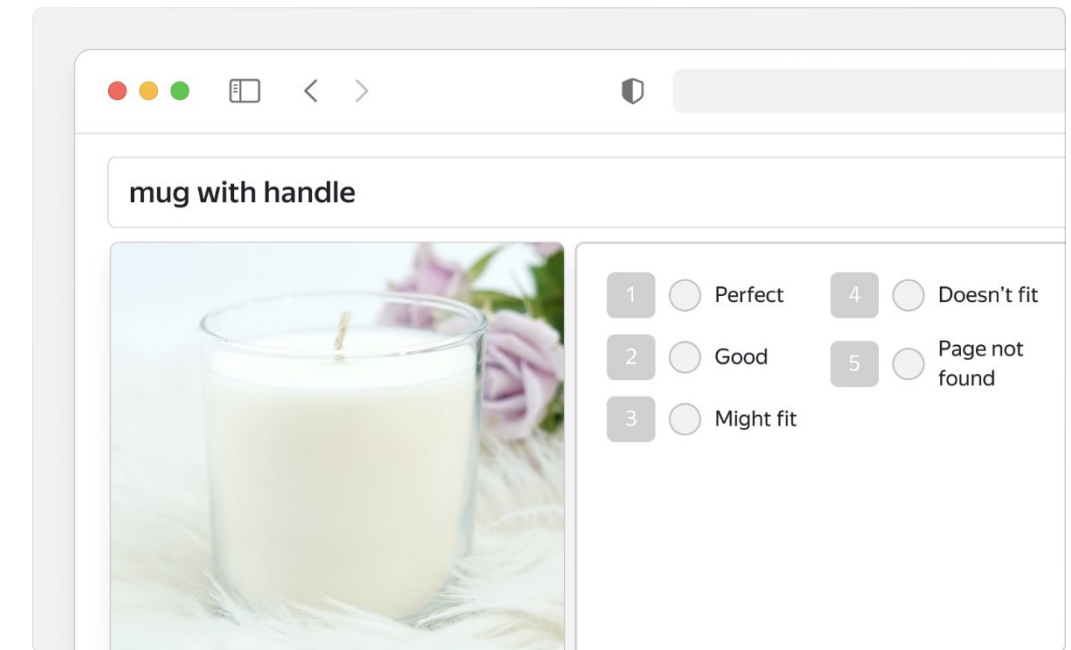 mug with handle
1 Perfect
2 Good
3 Might fit
4 Doesn't fit
5 Page not
found